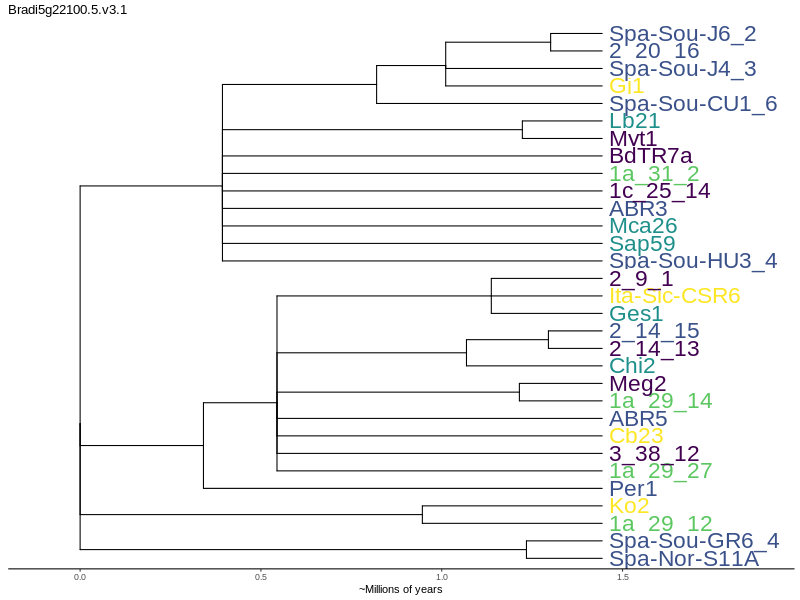 Bradi5g22100.5.v3.1
Spa-Sou-J6_2
2_20_16
Spa-Sou-J4_3
Gi1
Spa-Sou-CU1_6
Lb21
Mvt1
BdTR7a
1a_31_2
1c_25_14
ABR3
Mca26
Sap59
Spa-Sou-HU3_4
2_9_1
Ita-Sic-CSR6
Ges1
2_14_15
2_14_13
Chi2
Meg2
1a_29_14
ABR5
Cb23
3_38_12
1a_29_27
Per1
Ko2
1a_29_12
Spa-Sou-GR6_4
Spa-Nor-S11A
0.0 0.5 1.0 1.5
~Millions of years